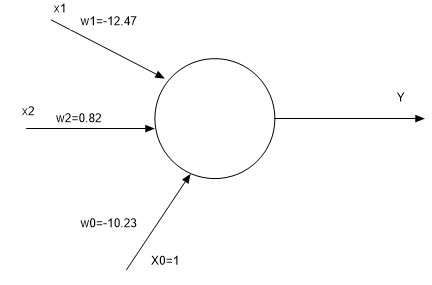 x1
w1=-12.47
Y
x2
w2=0.82
w0=-10.23
X0=1